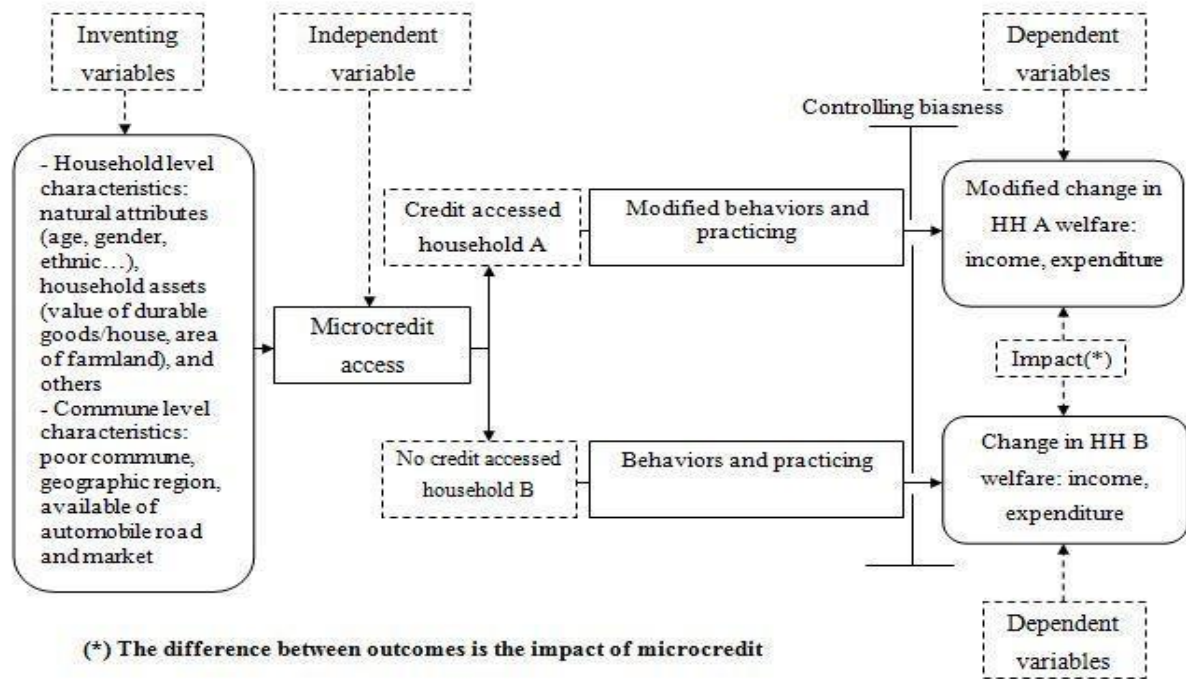 Inventing
variables
Independent
variable
Dependent
variables
Controlling biasness
- Household level
characteristics:
natural attributes
(age, gender,
ethnic…),
household assets
(value of durable
goods/house, area
of farmland), and
others
- Commune level
characteristics:
poor commune,
geographic region,
available of
automobile road
and market
Microcredit
access
Credit accessed
household A
Modified behaviors and
practicing
Modified change in
HH A welfare:
income, expenditure
Impact(*)
No credit accessed
household B
Behaviors and practicing
Change in HH B
welfare: income,
expenditure
Dependent
variables
(*) The difference between outcomes is the impact of microcredit